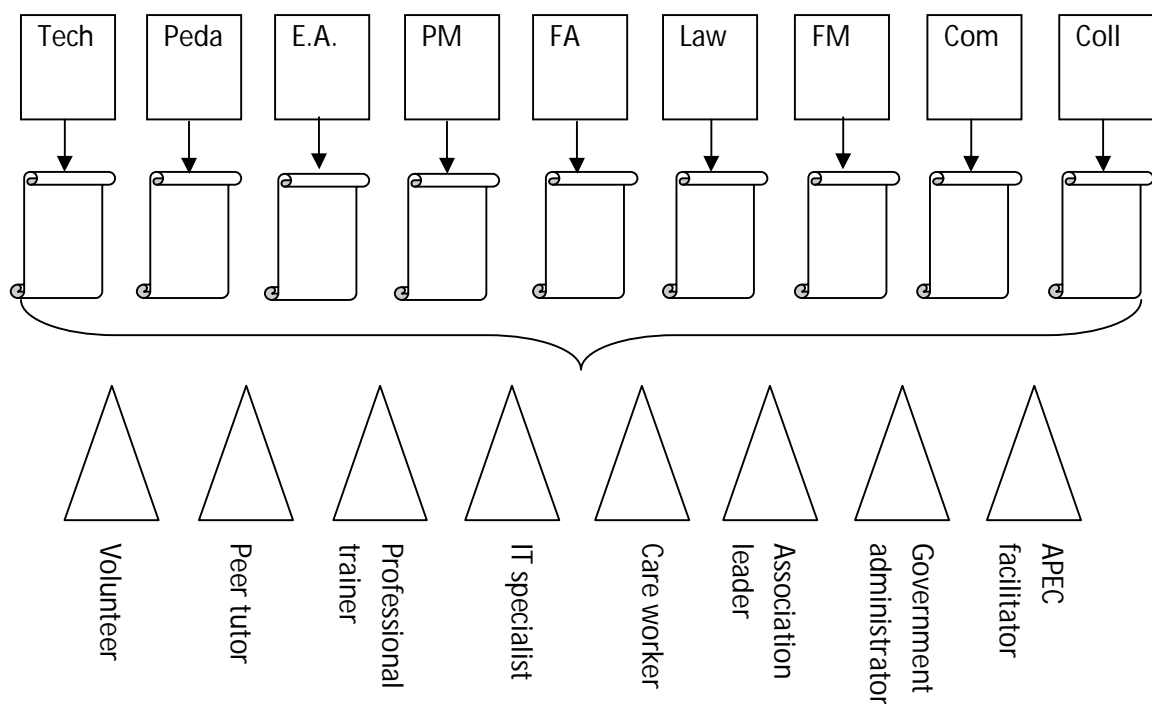 Tech
Peda
E.A.
PM
FA
Law
FM
Com
Coll
Volunteer
Peer tutor
Professional
trainer
IT specialist
Care worker
Association
leader
Government
administrator
APEC
facilitator